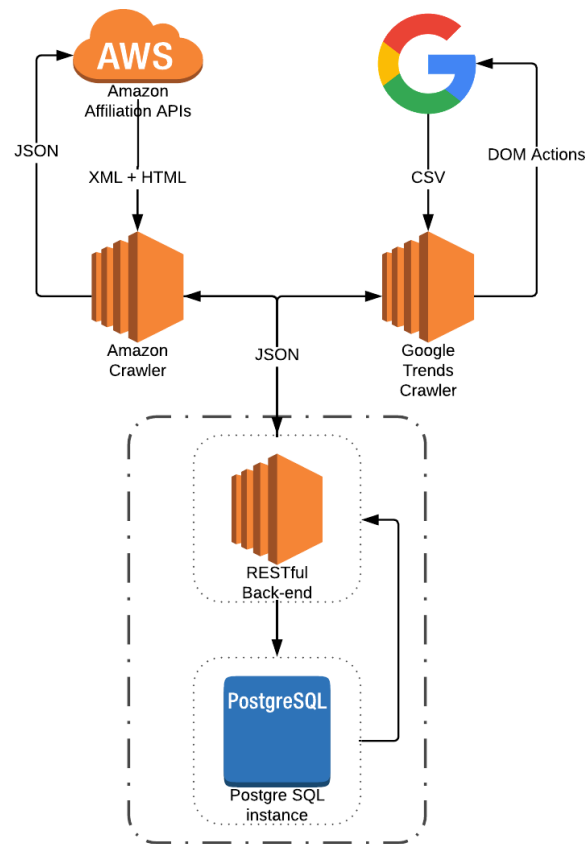 AWS
Amazon
Affiliation APIs
JSON
DOM Actions
XML + HTML
CSV
Amazon
Crawler
JSON
Google
Trends
Crawler
RESTful
Back-end
PostgreSQL
Postgre SQL
instance